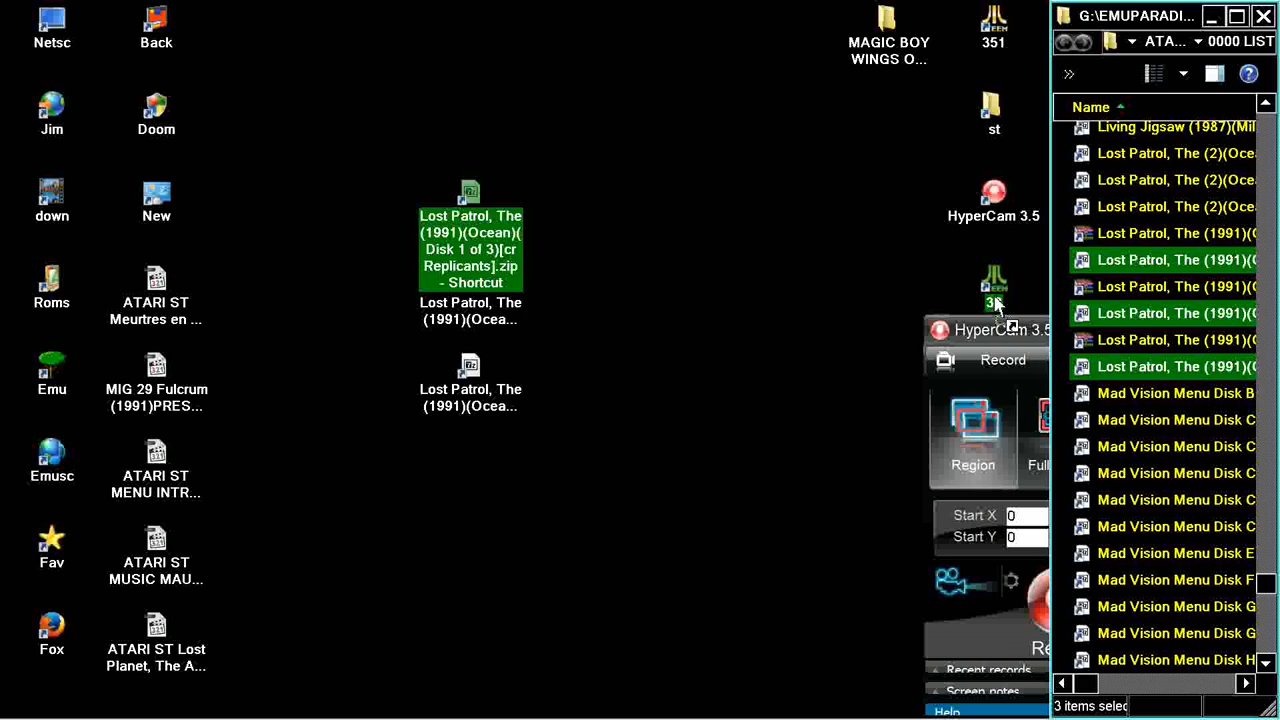 Netsc
Back
Jim
Doom
down
New
Roms
ATARI ST
Meurtres en ...
Emu
MIG 29 Fulcrum
(1991)PRES...
Emusc
ATARI ST
MENU INTR...
Fav
ATARI ST
MUSIC MAU...
Fox
ATARI ST Lost
Planet, The A...
Lost Patrol, The
(1991)(Ocean)(
Disk 1 of 3)[cr
Replicants].zip
- Shortcut
Lost Patrol, The
(1991)(Ocea...
Lost Patrol, The
(1991)(Ocea...
MAGIC BOY
WINGS O...
351
st
HyperCam 3.5
HyperCam 3.5
Record
Region
Full
Start X 0
Start Y 0
Re
Recent records
Screen notes
Help
G:\EMUPARADI...
ATA... 0000 LIST
Name
Living Jigsaw (1987)(Mil
Lost Patrol, The (2)(Oce
Lost Patrol, The (2)(Oce
Lost Patrol, The (2)(Oce
Lost Patrol, The (1991)(
Lost Patrol, The (1991)(
Lost Patrol, The (1991)(
Lost Patrol, The (1991)(
Lost Patrol, The (1991)(
Lost Patrol, The (1991)(
Mad Vision Menu Disk B
Mad Vision Menu Disk C
Mad Vision Menu Disk C
Mad Vision Menu Disk C
Mad Vision Menu Disk C
Mad Vision Menu Disk C
Mad Vision Menu Disk E
Mad Vision Menu Disk F
Mad Vision Menu Disk G
Mad Vision Menu Disk G
Mad Vision Menu Disk H
3 items selec